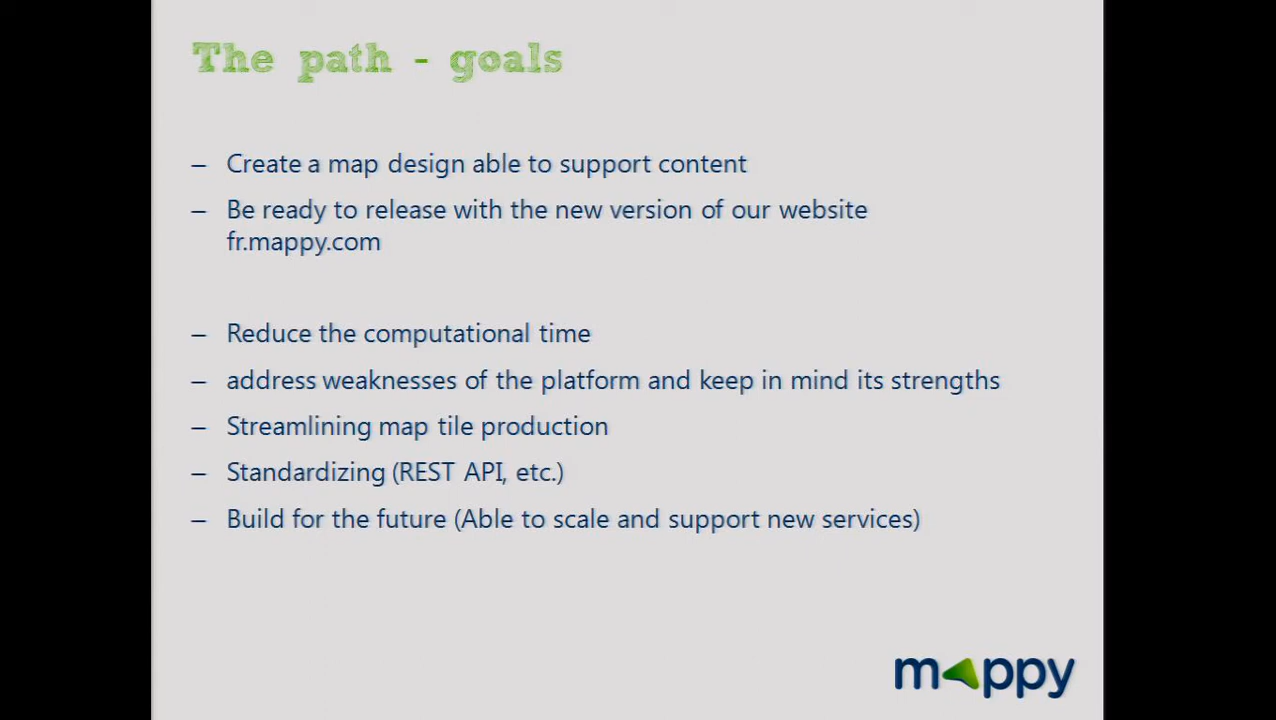 The path - goals
– Create a map design able to support content
– Be ready to release with the new version of our website
fr.mappy.com
– Reduce the computational time
– address weaknesses of the platform and keep in mind its strengths
– Streamlining map tile production
– Standardizing (REST API, etc.)
– Build for the future (Able to scale and support new services)
mappy